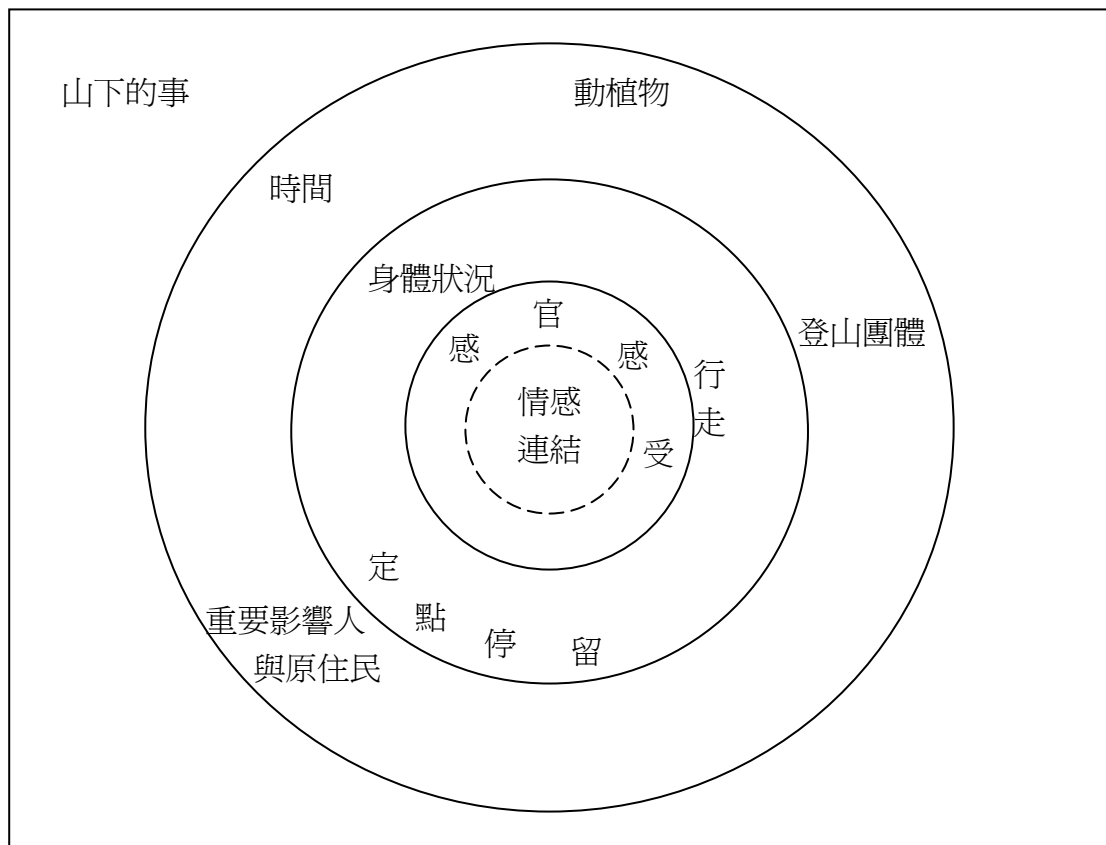 山下的事
動植物
時間
身體狀況
感官感受
登山團體
行走
情感
連結
定點停留
重要影響人
與原住民